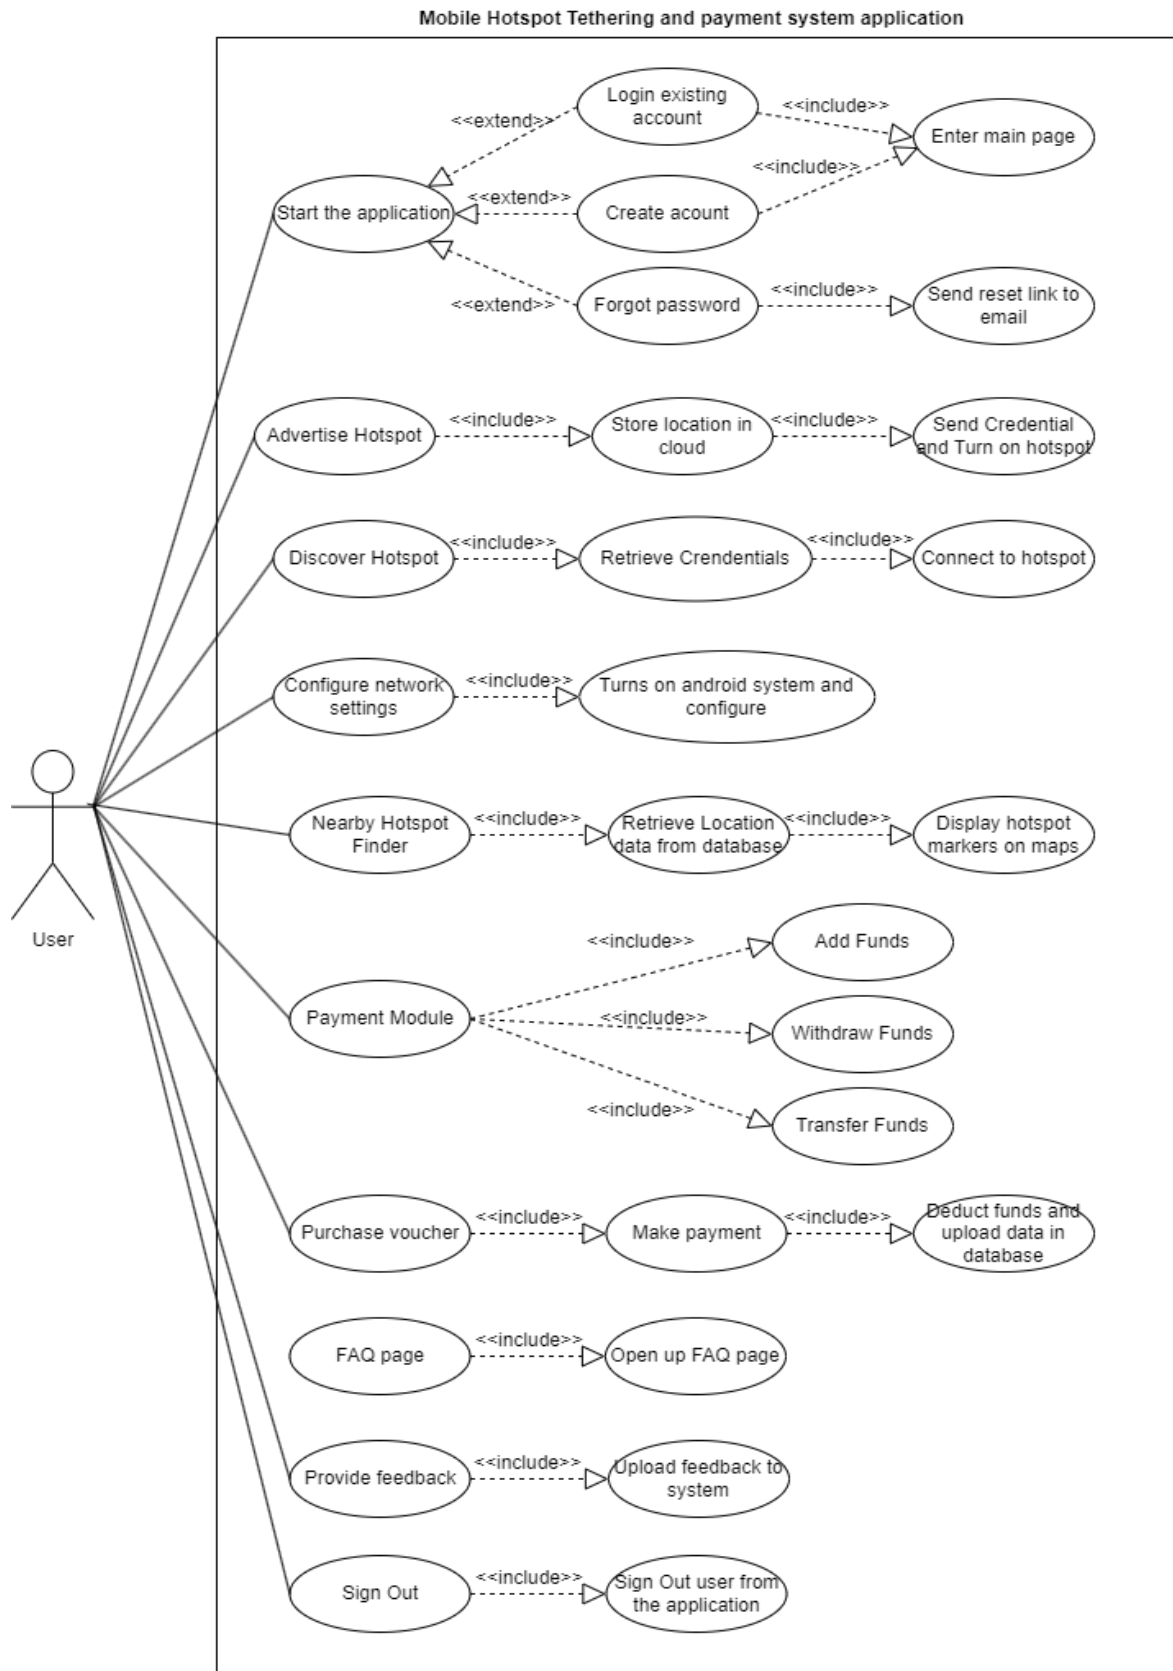 Mobile Hotspot Tethering and payment system application
Login existing
account
<<include>>
<<extend>>
Enter main page
<<include>>
<<extend>>
Start the application
Create acount
<<include>>
Send reset link to
email
<<extend>>
Forgot password
<<include>>
<<include>>
Advertise Hotspot
Store location in
cloud
Send Credential
and Turn on hotspot
<<include>>
<<include>>
Discover Hotspot
Retrieve Crendentials
Connect to hotspot
Configure network
settings
<<include>>
Turns on android system and
configure
Nearby Hotspot
Finder
<<include>>
Retrieve Location
data from database
<<include>>
Display hotspot
markers on maps
User
<<include>>
Add Funds
Payment Module
<<include>>
Withdraw Funds
<<include>>
Transfer Funds
Purchase voucher
<<include>>
Make payment
<<include>>
Deduct funds and
upload data in
database
FAQ page
<<include>>
Open up FAQ page
Provide feedback
<<include>>
Upload feedback to
system
Sign Out
<<include>>
Sign Out user from
the application